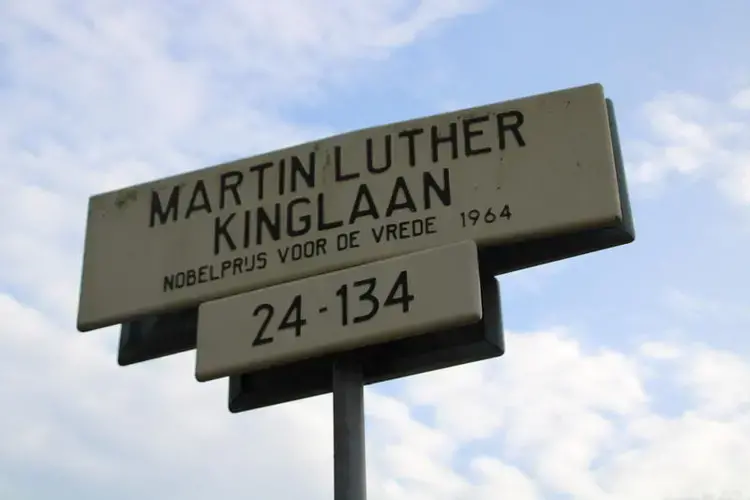 MARTIN LUTHER
KINGLAAN
NOBELPRIJS VOOR DE VREDE 1964
24-134